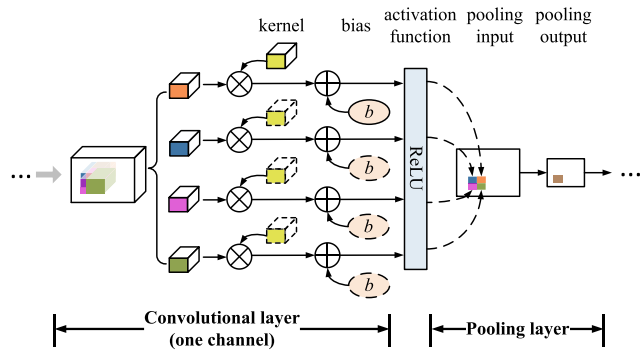 kernel bias activation function pooling input pooling output
...
b
b
b
b
ReLU
...
Convolutional layer
(one channel)
Pooling layer